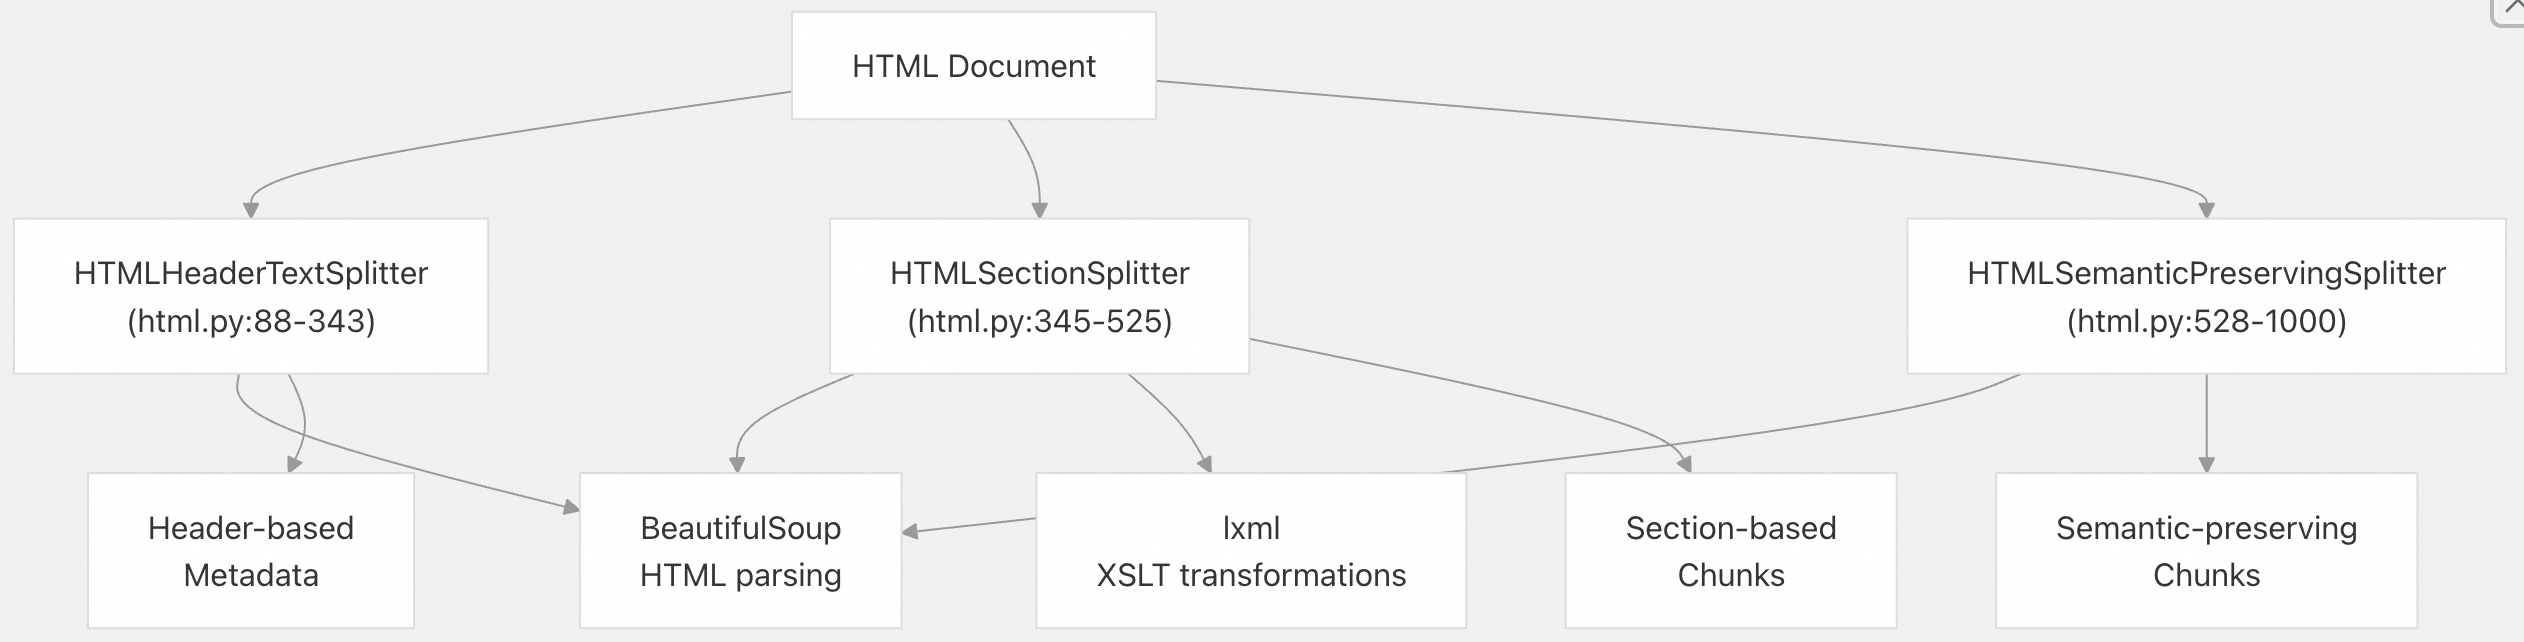 HTML Document
HTMLHeaderTextSplitter
(html.py:88-343)
HTMLSectionSplitter
(html.py:345-525)
HTMLSemanticPreservingSplitter
(html.py:528-1000)
Header-based
Metadata
BeautifulSoup
HTML parsing
lxml
XSLT transformations
Section-based
Chunks
Semantic-preserving
Chunks